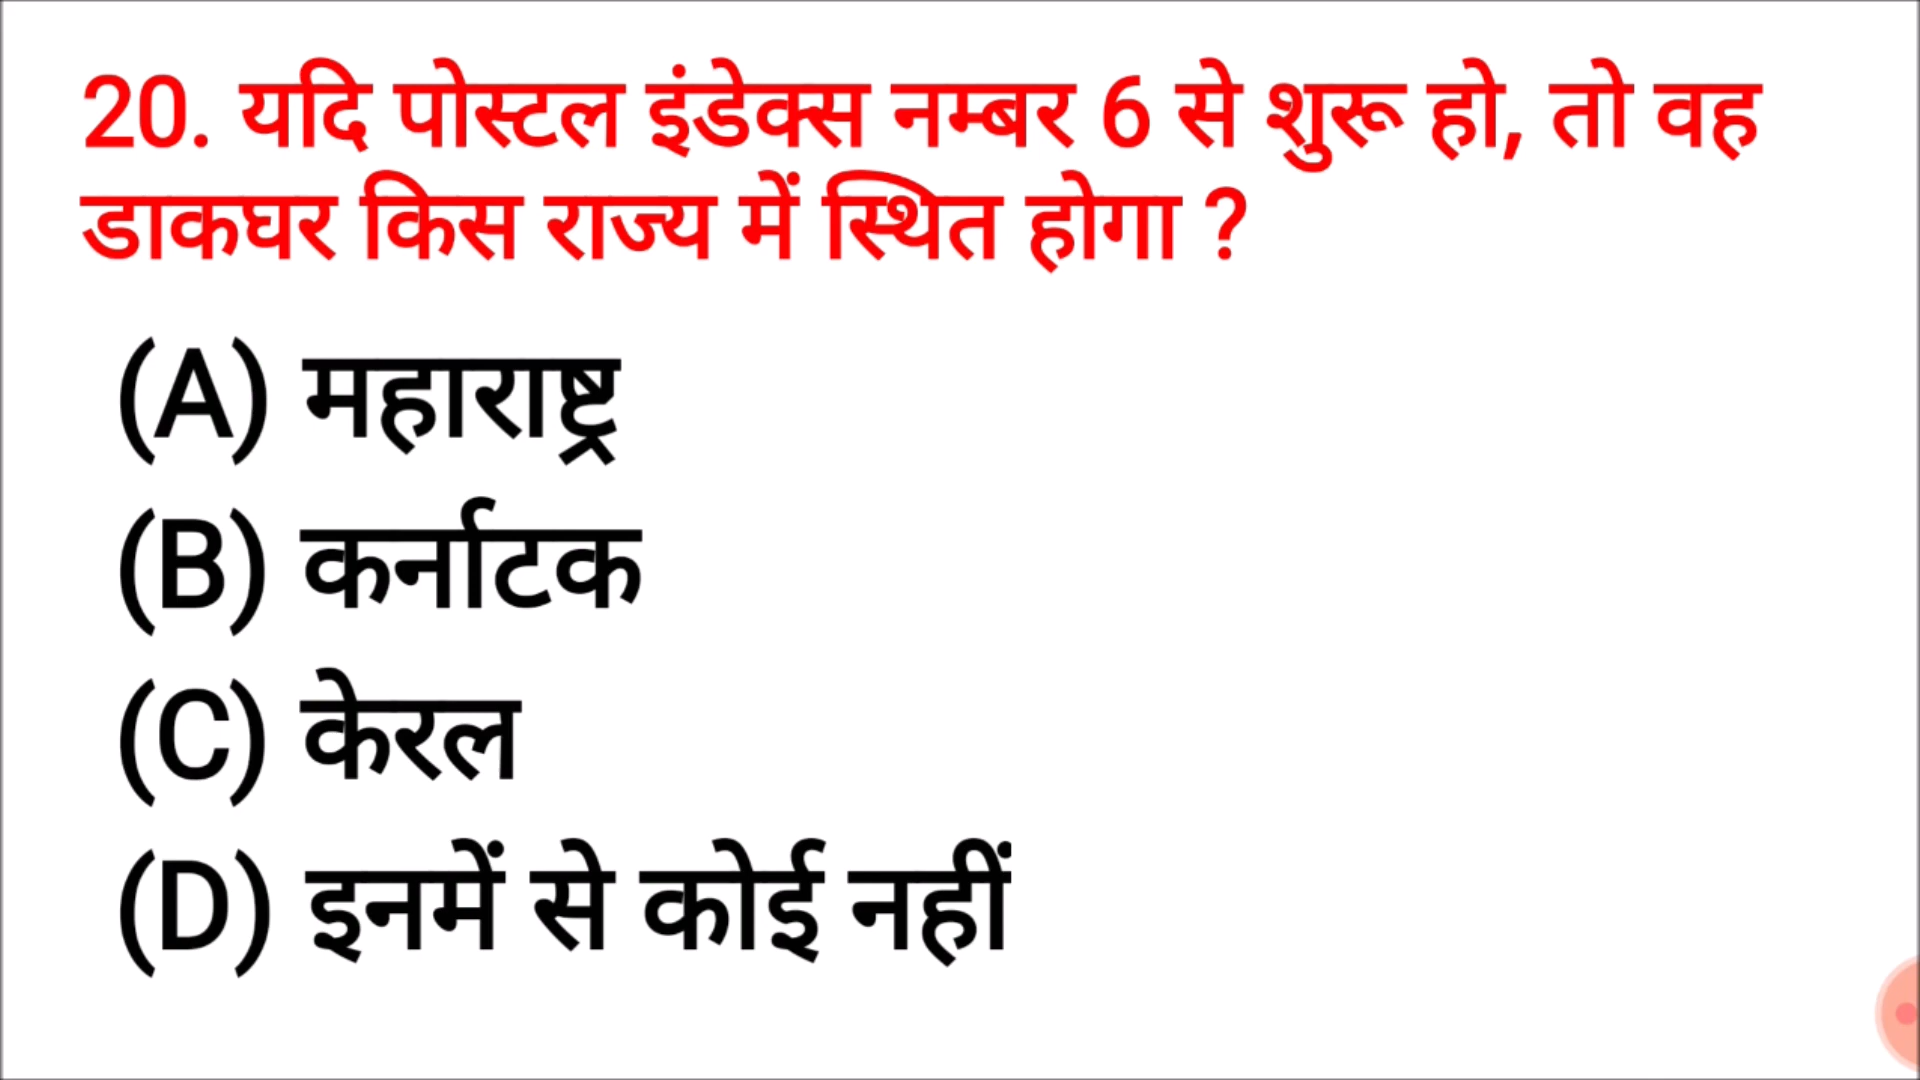 20. यदि पोस्टल इंडेक्स नम्बर 6 से शुरू हो, तो वह
डाकघर किस राज्य में स्थित होगा ?
(A) महाराष्ट्र
(B) कर्नाटक
(C) केरल
(D) इनमें से कोई नहीं